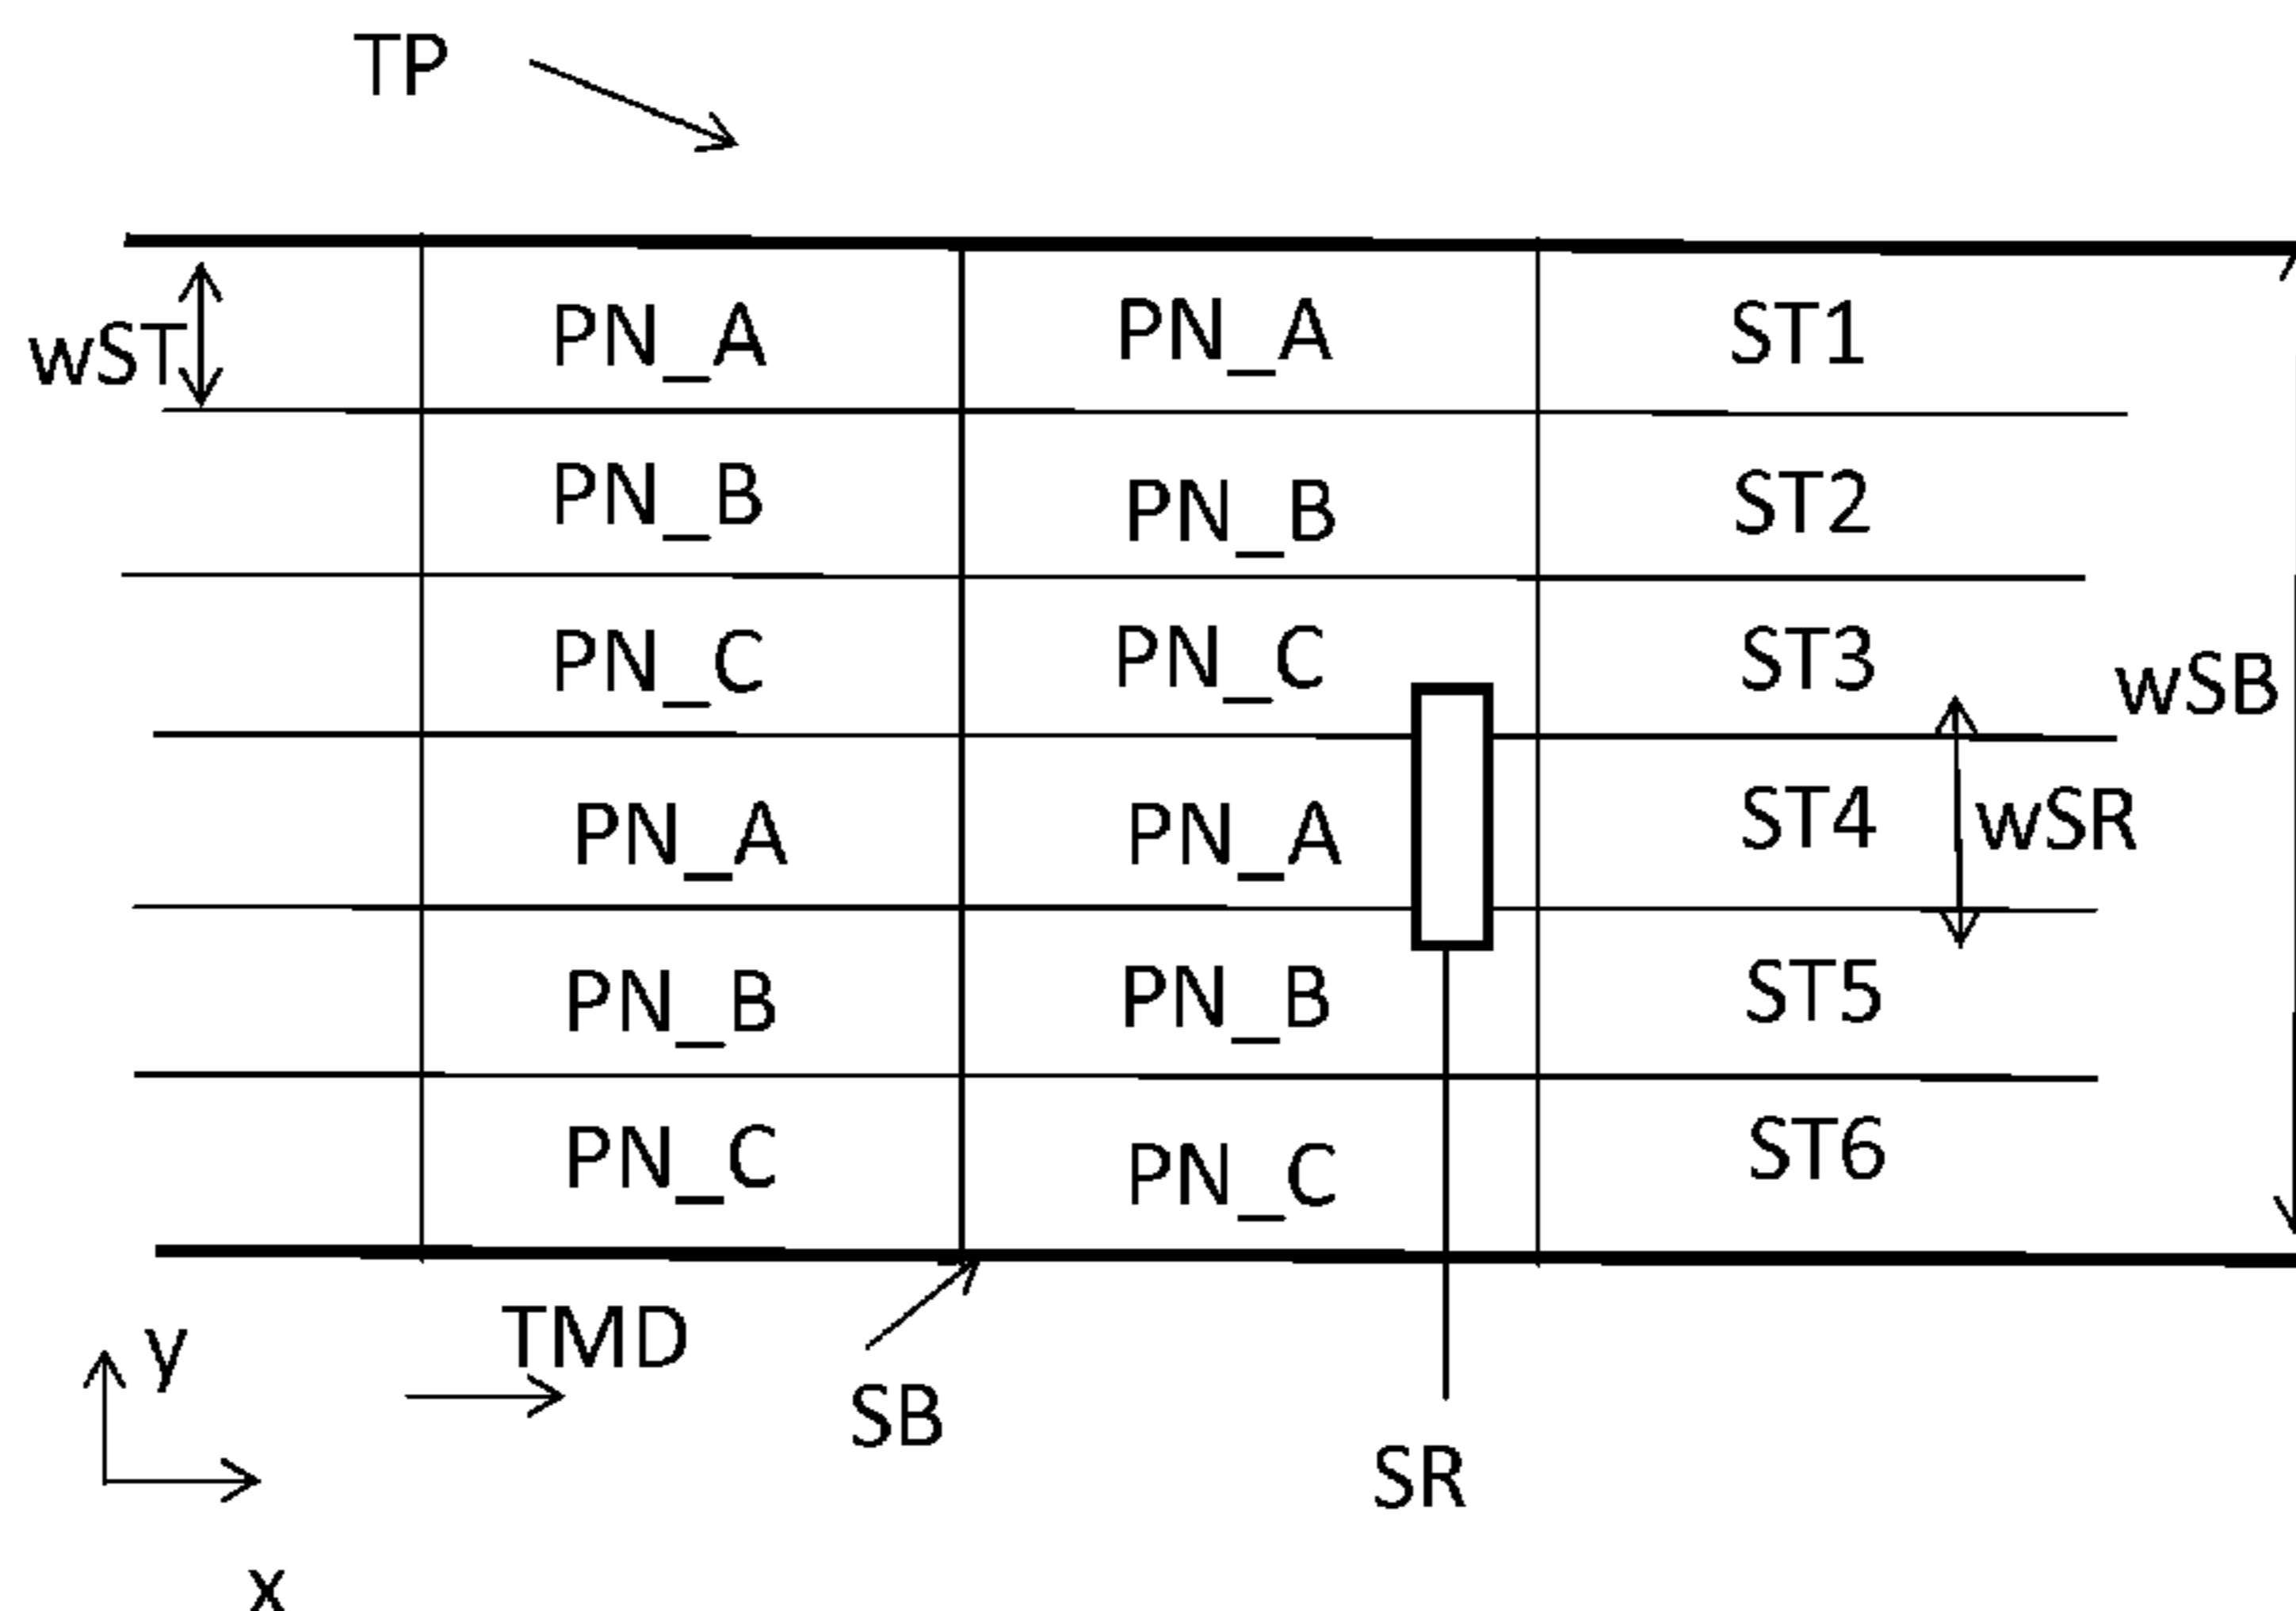 TP
wST PN_A PN_A ST1
PN_B PN_B ST2
PN_C PN_C ST3 wSB
PN_A PN_A ST4 wSR
PN_B PN_B ST5
PN_C PN_C ST6
y TMD
SB
SR
x